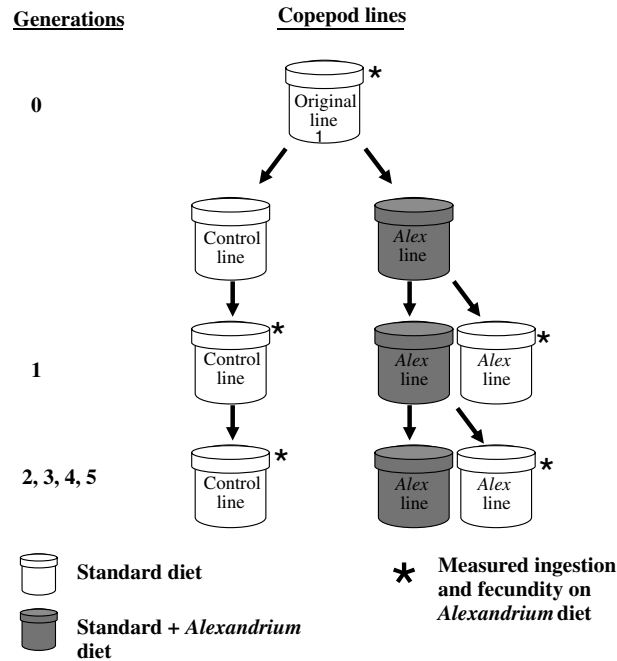 Generations
Copepod lines
0
Original
line
1
*
Control
line
Alex
line
1
Control
line
*
Alex
line
Alex
line
*
2, 3, 4, 5
Control
line
*
Alex
line
Alex
line
*
Standard diet
Standard + Alexandrium
diet
* Measured ingestion
and fecundity on
Alexandrium diet